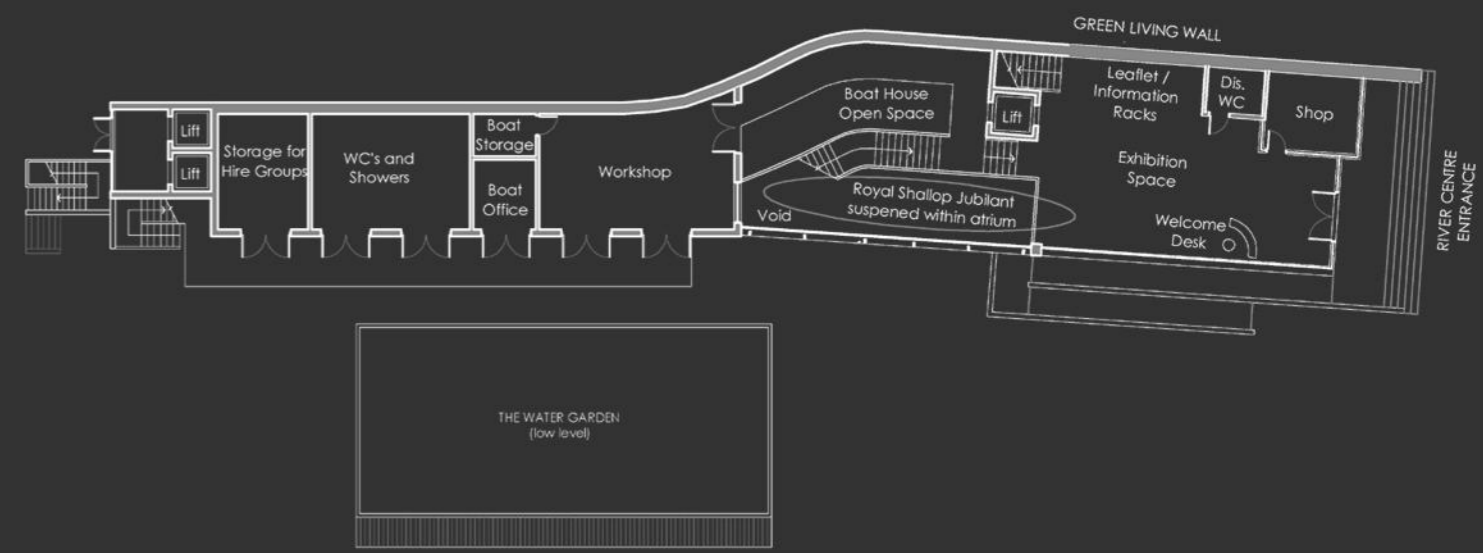 GREEN LIVING WALL
Lift
Lift
Storage for
Hire Groups
WC's and
Showers
Boat
Storage
Boat
Office
Workshop
Boat House
Open Space
Royal Shallop Jubilant
suspened within atrium
Void
Lift
Leaflet /
Information
Racks
Dis.
WC
Shop
Exhibition
Space
Welcome
Desk
RIVER CENTRE
ENTRANCE
THE WATER GARDEN
(low level)